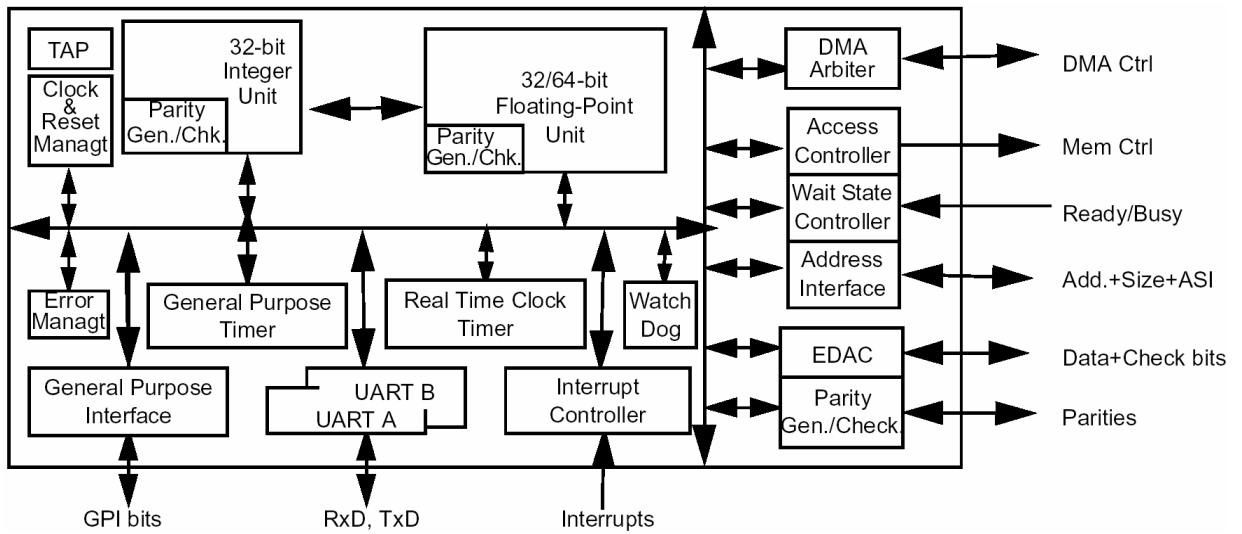 TAP
Clock
&
Reset
Managt
32-bit
Integer
Unit
Parity
Gen./Chk.
32/64-bit
Floating-Point
Unit
Parity
Gen./Chk.
DMA
Arbiter
DMA Ctrl
Access
Controller
Mem Ctrl
Wait State
Controller
Ready/Busy
Address
Interface
Add.+Size+ASI
Error
Managt
General Purpose
Timer
Real Time Clock
Timer
Watch
Dog
EDAC
Data+Check bits
Parity
Gen./Check.
Parities
General Purpose
Interface
UART B
UART A
Interrupt
Controller
GPI bits
RxD, TxD
Interrupts